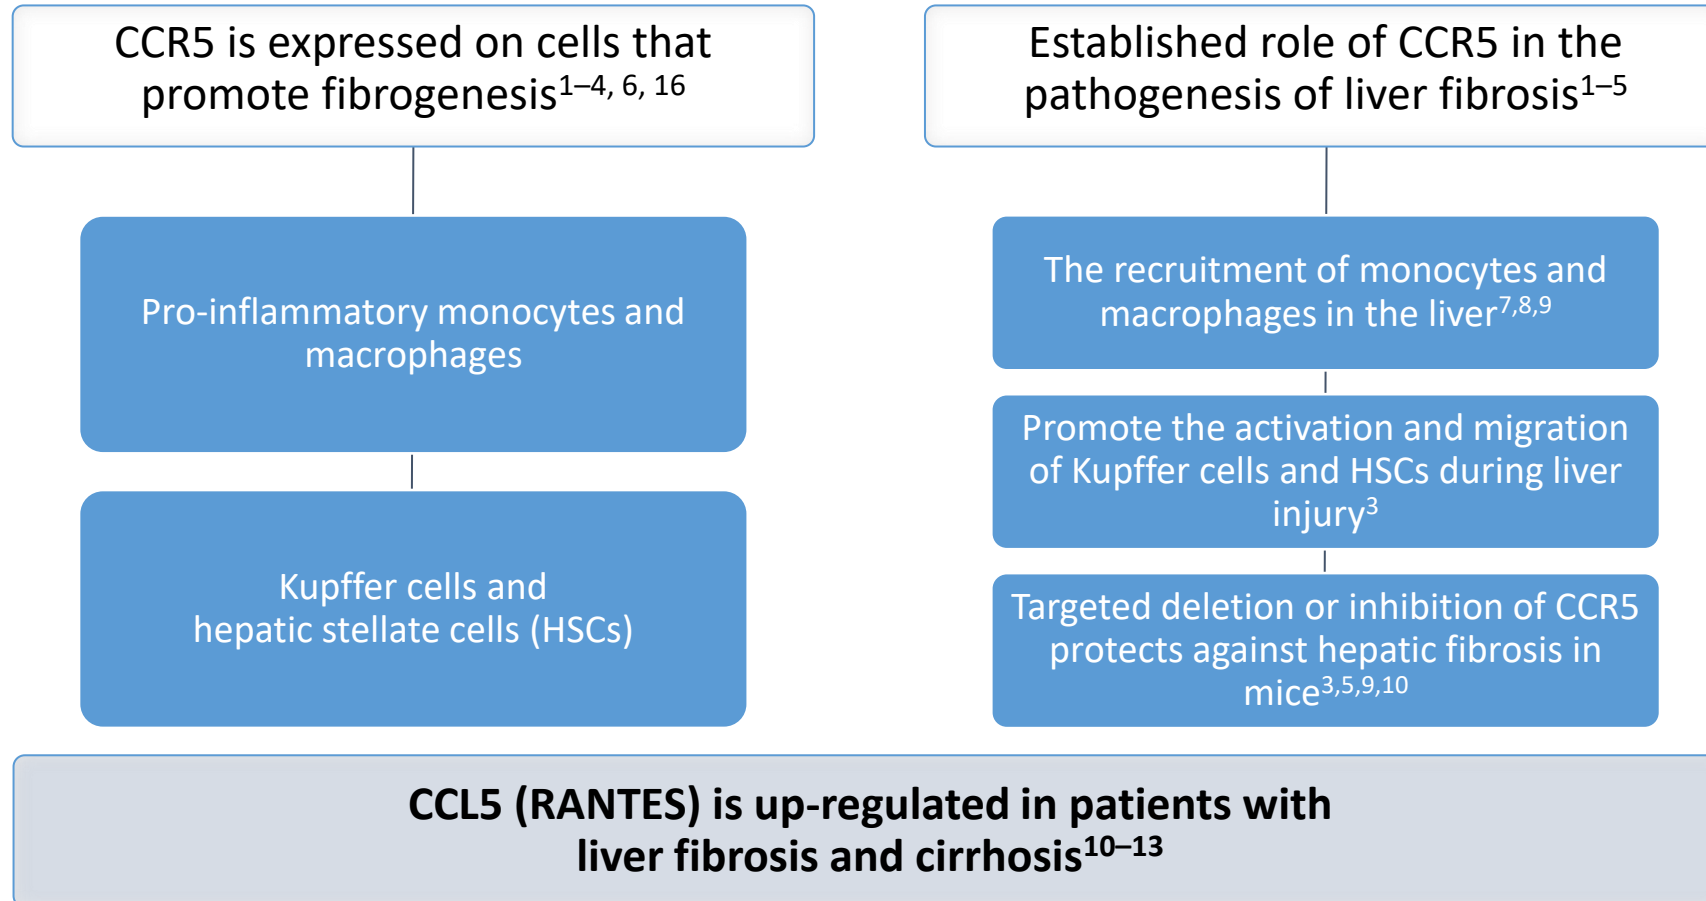 CCR5 is expressed on cells that
promote fibrogenesis1–4, 6, 16
Pro-inflammatory monocytes and
macrophages
Kupffer cells and
hepatic stellate cells (HSCs)
Established role of CCR5 in the
pathogenesis of liver fibrosis1–5
The recruitment of monocytes and
macrophages in the liver7,8,9
Promote the activation and migration
of Kupffer cells and HSCs during liver
injury3
Targeted deletion or inhibition of CCR5
protects against hepatic fibrosis in
mice3,5,9,10
CCL5 (RANTES) is up-regulated in patients with
liver fibrosis and cirrhosis10–13